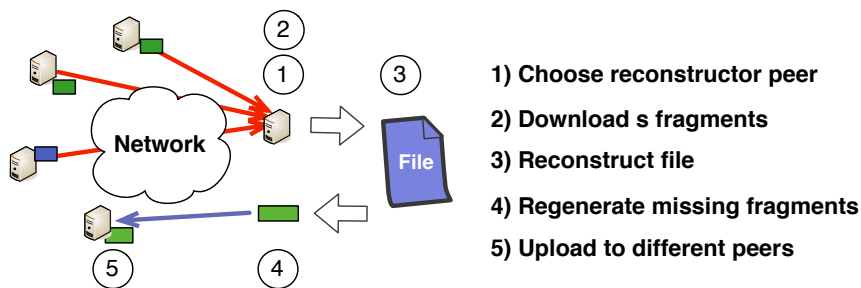 2
1
3
1) Choose reconstructor peer
2) Download s fragments
Network
File
3) Reconstruct file
4) Regenerate missing fragments
5) Upload to different peers
5
4